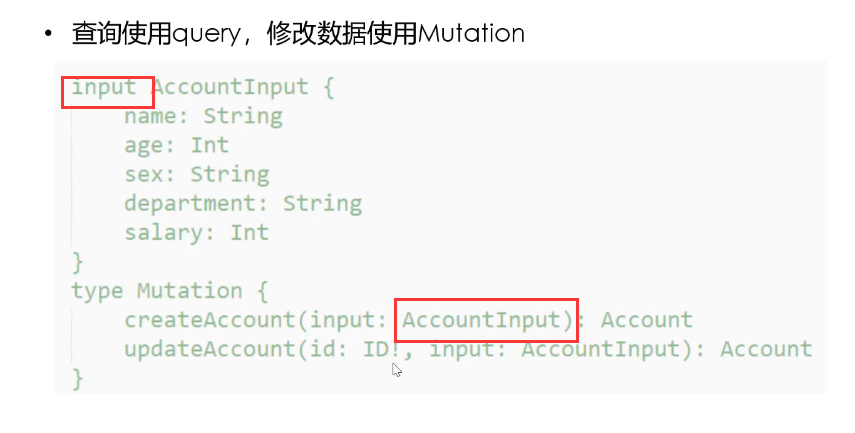 • 查询使用query，修改数据使用Mutation
input AccountInput {
name: String
age: Int
sex: String
department: String
salary: Int
}
type Mutation {
createAccount(input: AccountInput): Account
updateAccount(id: ID!, input: AccountInput): Account
}